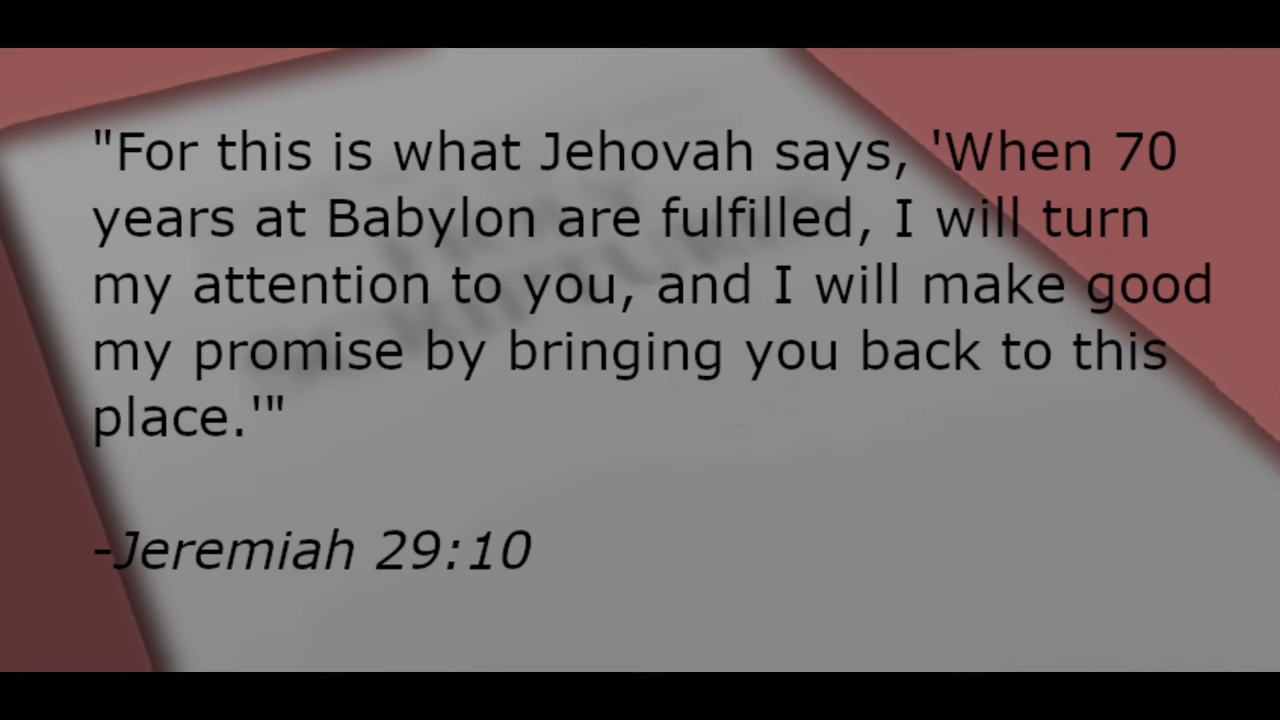 "For this is what Jehovah says, 'When 70
years at Babylon are fulfilled, I will turn
my attention to you, and I will make good
my promise by bringing you back to this
place.'"
-Jeremiah 29:10